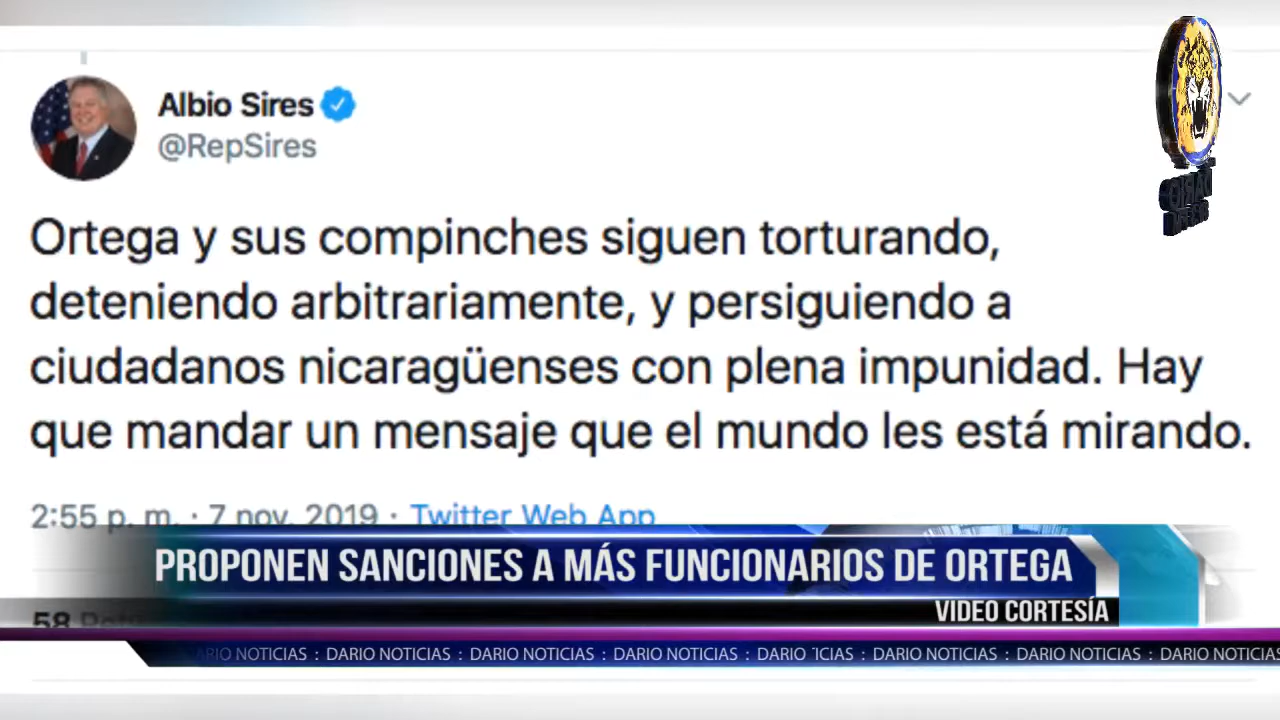 Albio Sires
@RepSires
Ortega y sus compinches siguen torturando,
deteniendo arbitrariamente, y persiguiendo a
ciudadanos nicaragüenses con plena impunidad. Hay
que mandar un mensaje que el mundo les está mirando.
2:55 p. m. · 7 nov. 2019 · Twitter Web App
PROPONEN SANCIONES A MÁS FUNCIONARIOS DE ORTEGA
58
VIDEO CORTESÍA
ARIO NOTICIAS : DARIO NOTICIAS : DARIO NOTICIAS : DARIO NOTICIAS : DARIO ICIAS : DARIO NOTICIAS : DARIO NOTICIAS : DARIO NOTICIAS